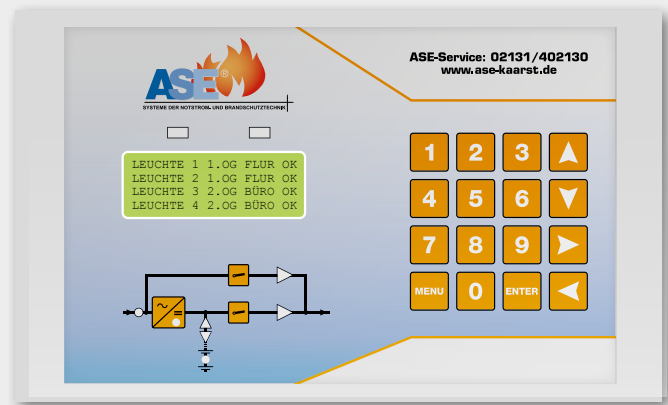 ASE®
SYSTEME DER NOTSTROM- UND BRANDSCHUTZTECHNIK
ASE-Service: 02131/402130
www.ase-kaarst.de
LEUCHTE 1 1.OG FLUR OK
LEUCHTE 2 1.OG FLUR OK
LEUCHTE 3 2.OG BÜRO OK
LEUCHTE 4 2.OG BÜRO OK
1 2 3
4 5 6
7 8 9
MENU 0 ENTER